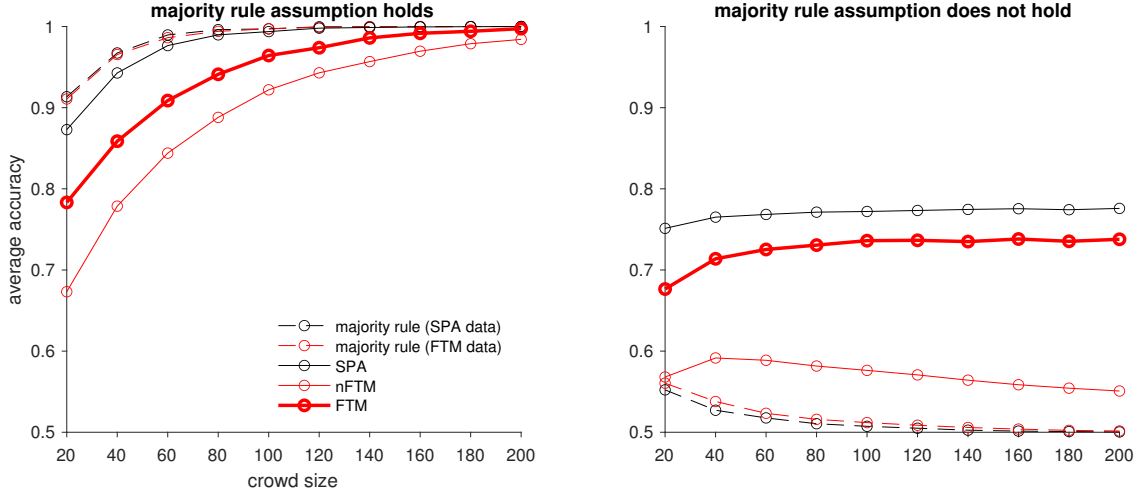 majority rule assumption holds
1
0.9
0.8
0.7
0.6
0.5
average accuracy
majority rule (SPA data)
majority rule (FTM data)
SPA
nFTM
FTM
20 40 60 80 100 120 140 160 180 200
crowd size
majority rule assumption does not hold
1
0.9
0.8
0.7
0.6
0.5
20 40 60 80 100 120 140 160 180 200